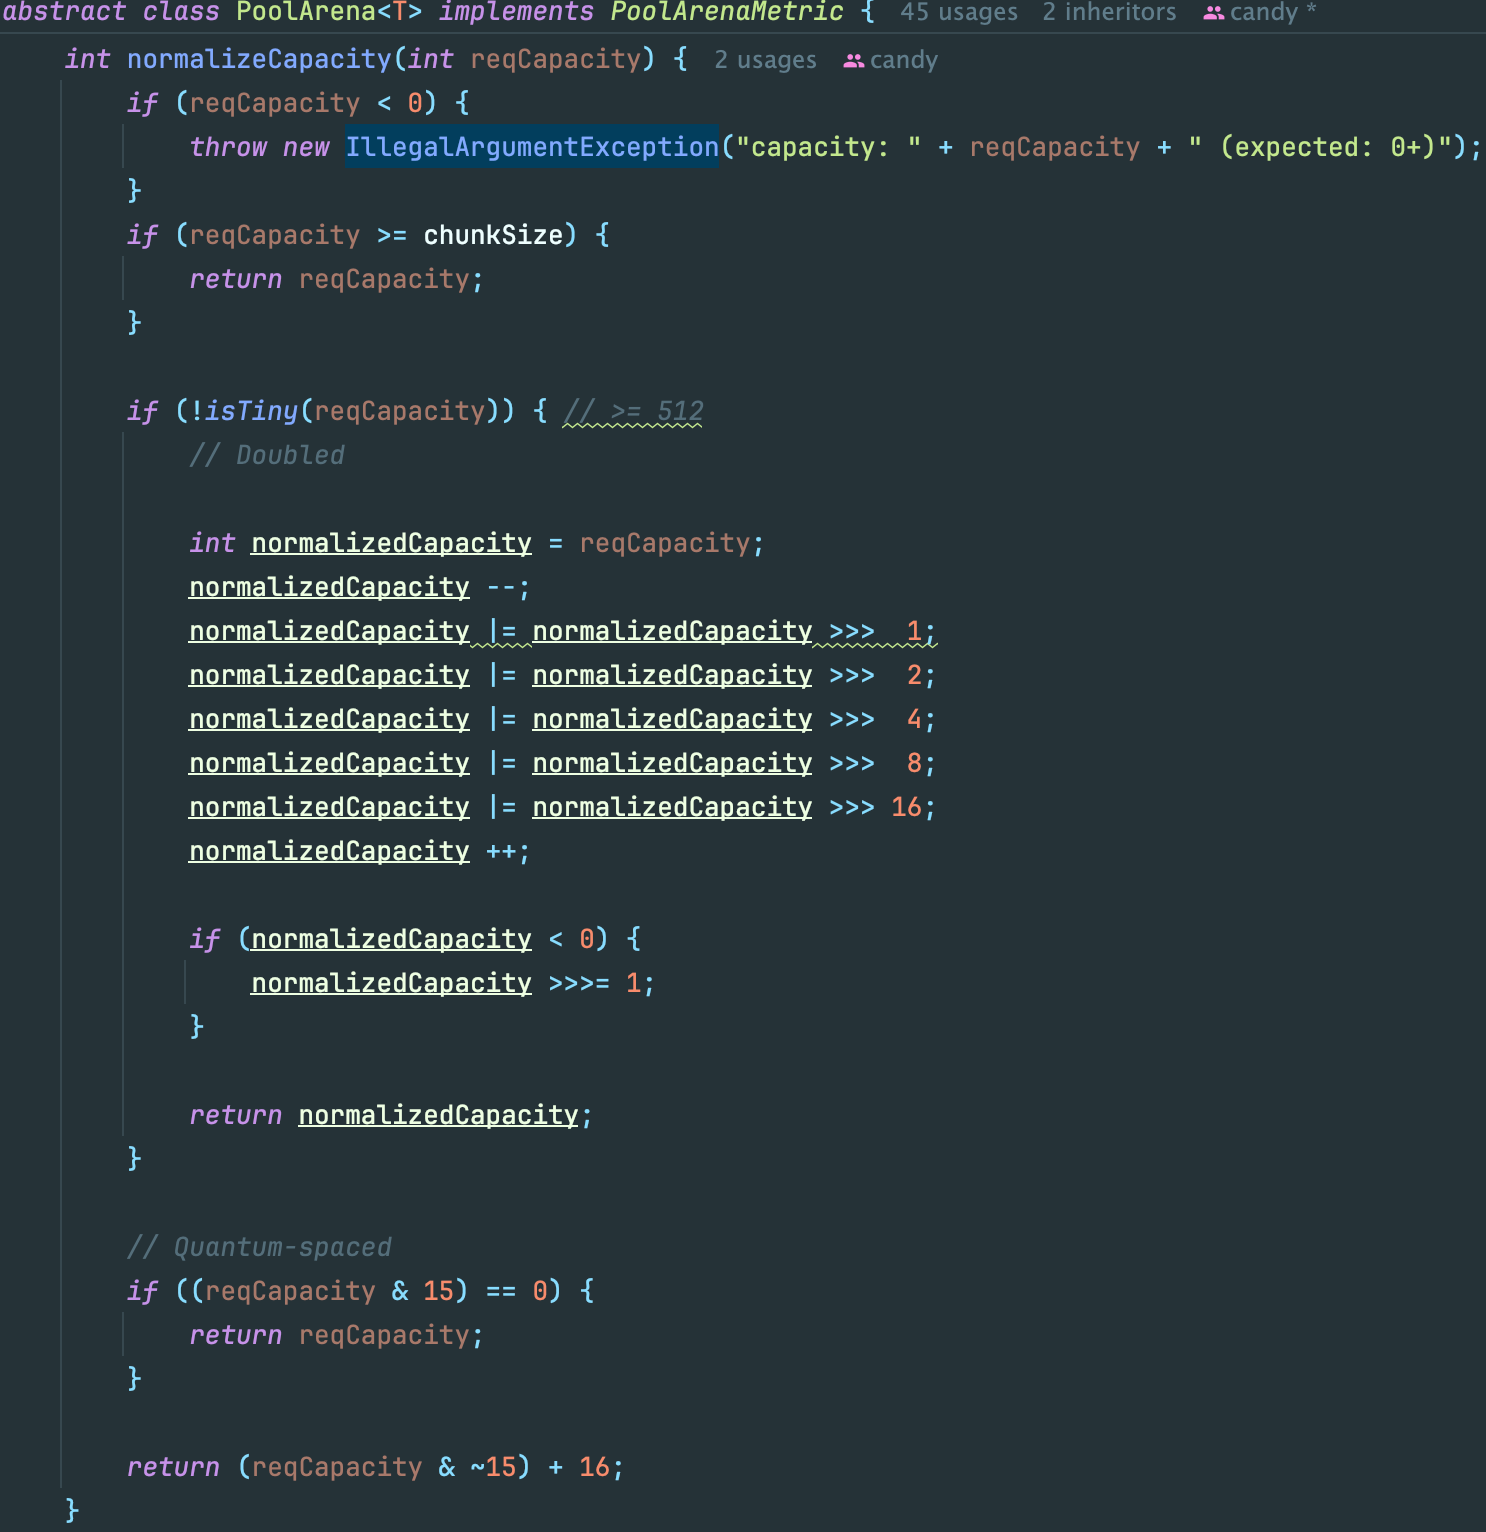 abstract class PoolArena<T> implements PoolArenaMetric { 45 usages 2 inheritors candy *
int normalizeCapacity(int reqCapacity) { 2 usages candy
if (reqCapacity < 0) {
throw new IllegalArgumentException("capacity: " + reqCapacity + " (expected: 0+)");
}
if (reqCapacity >= chunkSize) {
return reqCapacity;
}
if (!isTiny(reqCapacity)) { // >= 512
// Doubled
int normalizedCapacity = reqCapacity;
normalizedCapacity --;
normalizedCapacity |= normalizedCapacity >>>  1;
normalizedCapacity |= normalizedCapacity >>>  2;
normalizedCapacity |= normalizedCapacity >>>  4;
normalizedCapacity |= normalizedCapacity >>>  8;
normalizedCapacity |= normalizedCapacity >>> 16;
normalizedCapacity ++;
if (normalizedCapacity < 0) {
normalizedCapacity >>>= 1;
}
return normalizedCapacity;
}
// Quantum-spaced
if ((reqCapacity & 15) == 0) {
return reqCapacity;
}
return (reqCapacity & ~15) + 16;
}